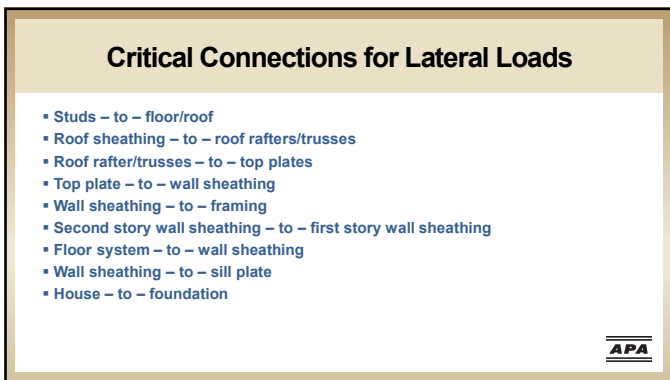 Critical Connections for Lateral Loads
▪ Studs – to – floor/roof
▪ Roof sheathing – to – roof rafters/trusses
▪ Roof rafter/trusses – to – top plates
▪ Top plate – to – wall sheathing
▪ Wall sheathing – to – framing
▪ Second story wall sheathing – to – first story wall sheathing
▪ Floor system – to – wall sheathing
▪ Wall sheathing – to – sill plate
▪ House – to – foundation
APA